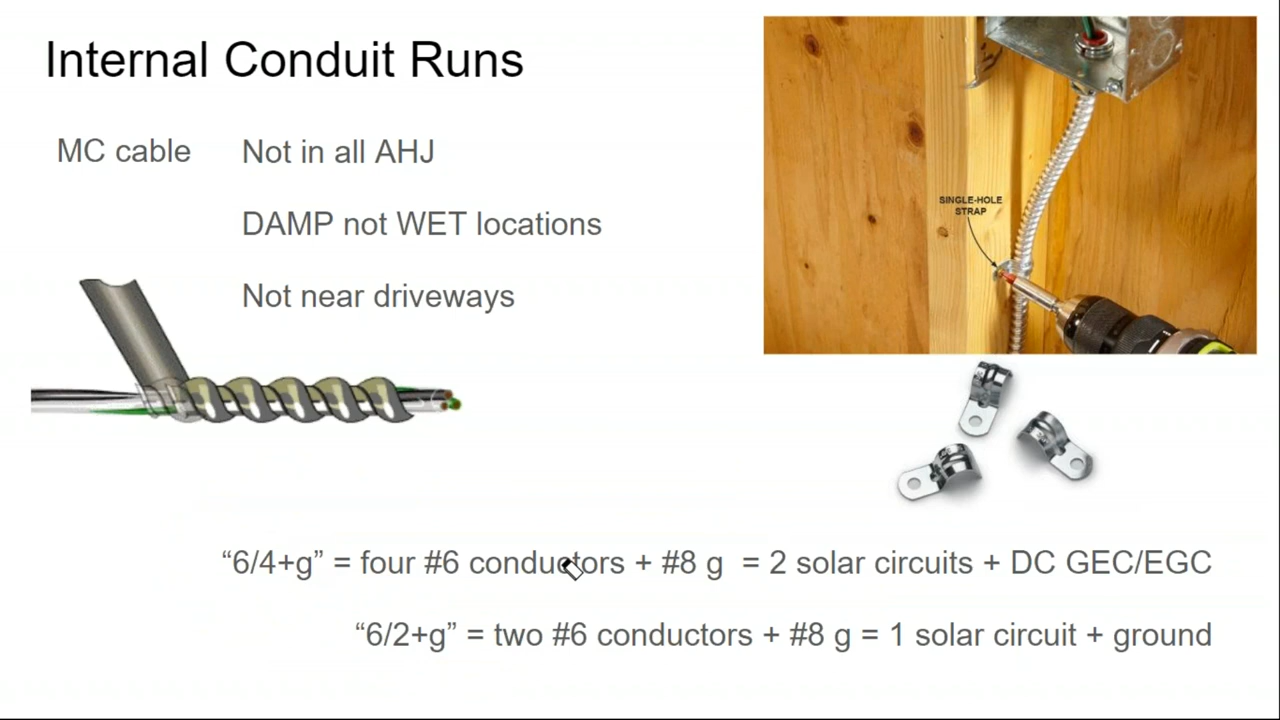 Internal Conduit Runs
MC cable
Not in all AHJ
DAMP not WET locations
Not near driveways
SINGLE-HOLE
STRAP
“6/4+g” = four #6 conductors + #8 g = 2 solar circuits + DC GEC/EGC
“6/2+g” = two #6 conductors + #8 g = 1 solar circuit + ground